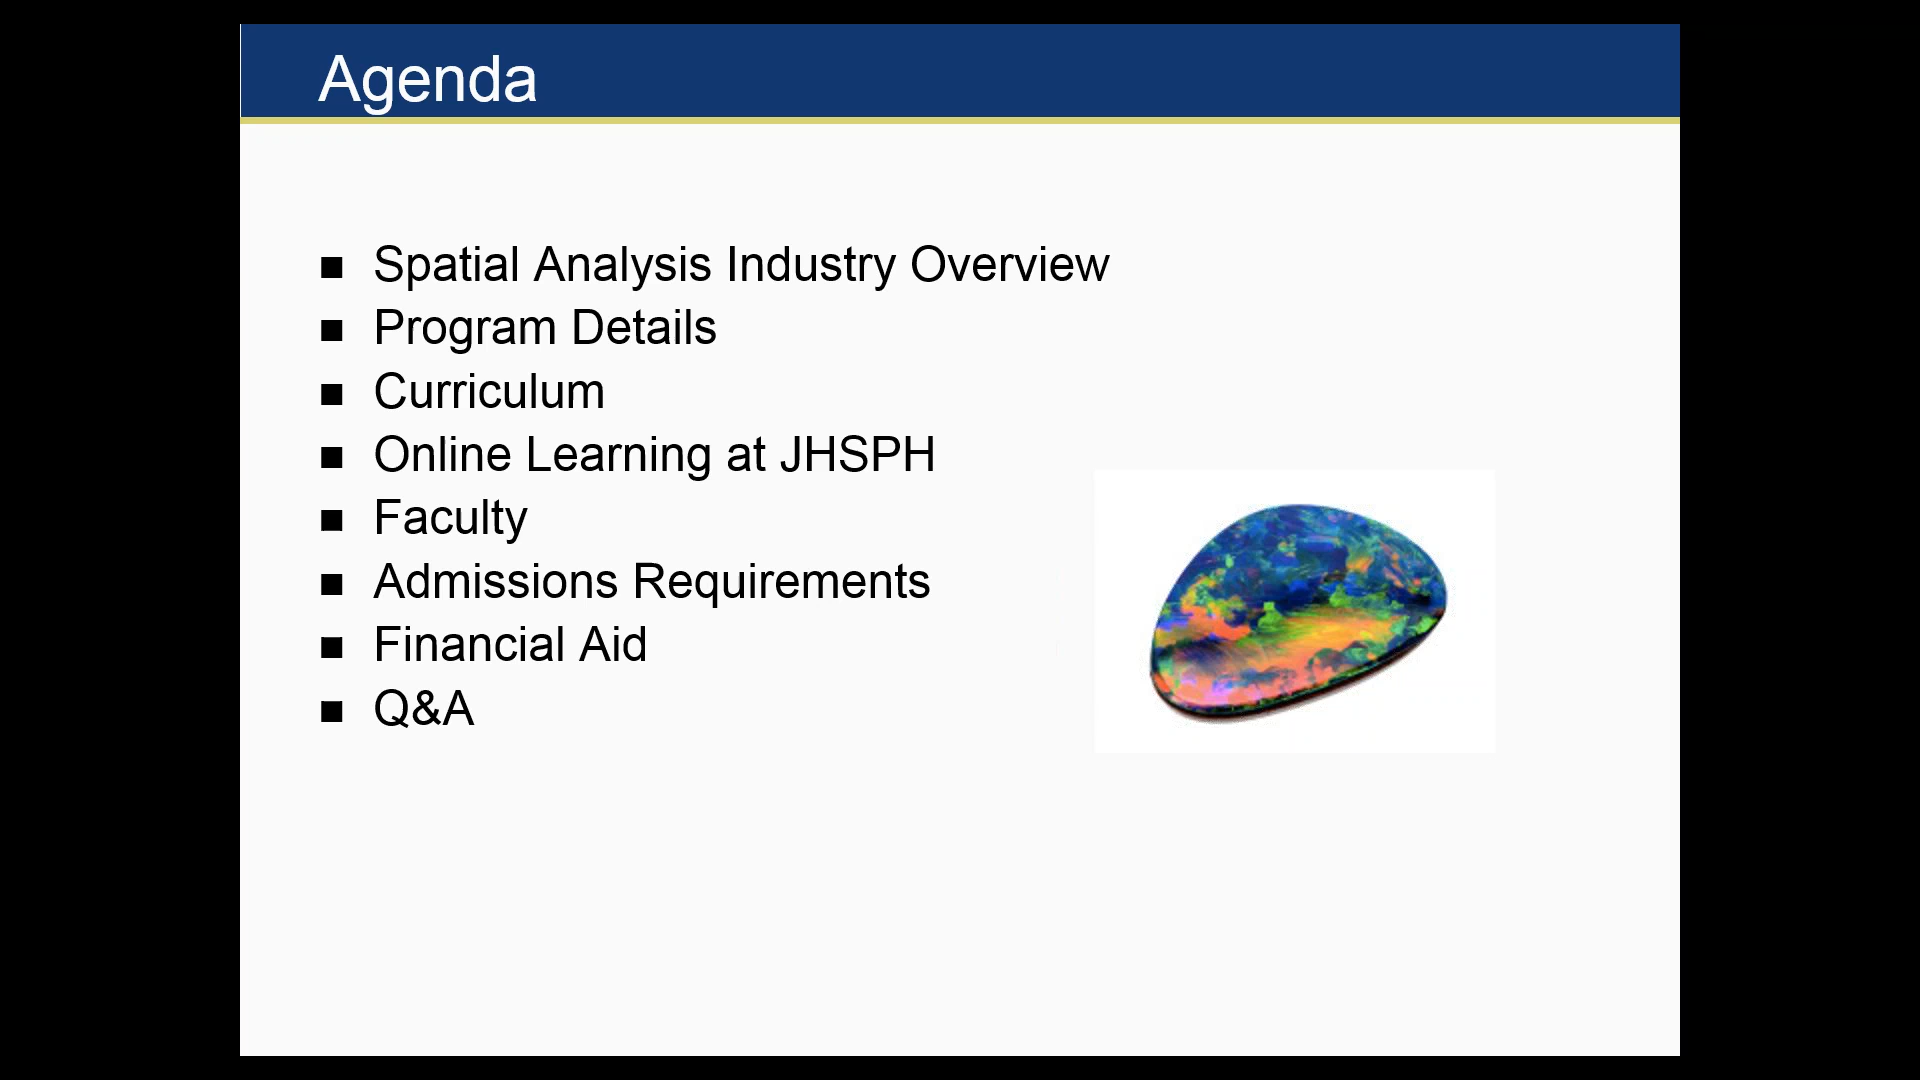 Agenda
■ Spatial Analysis Industry Overview
■ Program Details
■ Curriculum
■ Online Learning at JHSPH
■ Faculty
■ Admissions Requirements
■ Financial Aid
■ Q&A